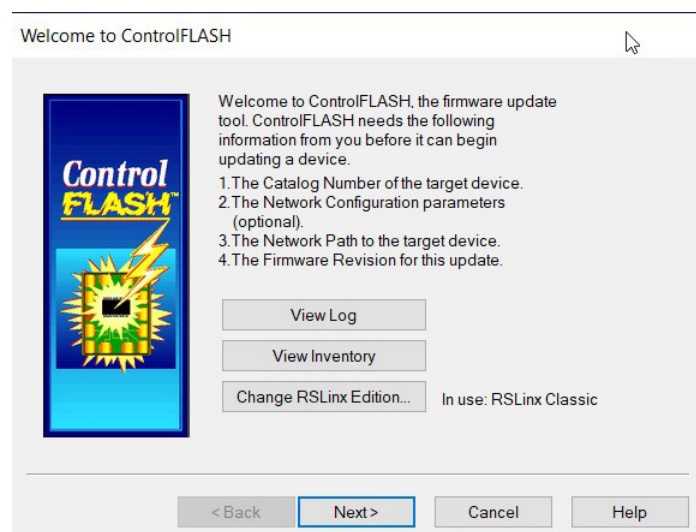 Welcome to ControlFLASH
Control
FLASH™
Welcome to ControlFLASH, the firmware update
tool. ControlFLASH needs the following
information from you before it can begin
updating a device.
1.The Catalog Number of the target device.
2.The Network Configuration parameters
(optional).
3.The Network Path to the target device.
4.The Firmware Revision for this update.
View Log
View Inventory
Change RSLinx Edition... In use: RSLinx Classic
< Back Next > Cancel Help